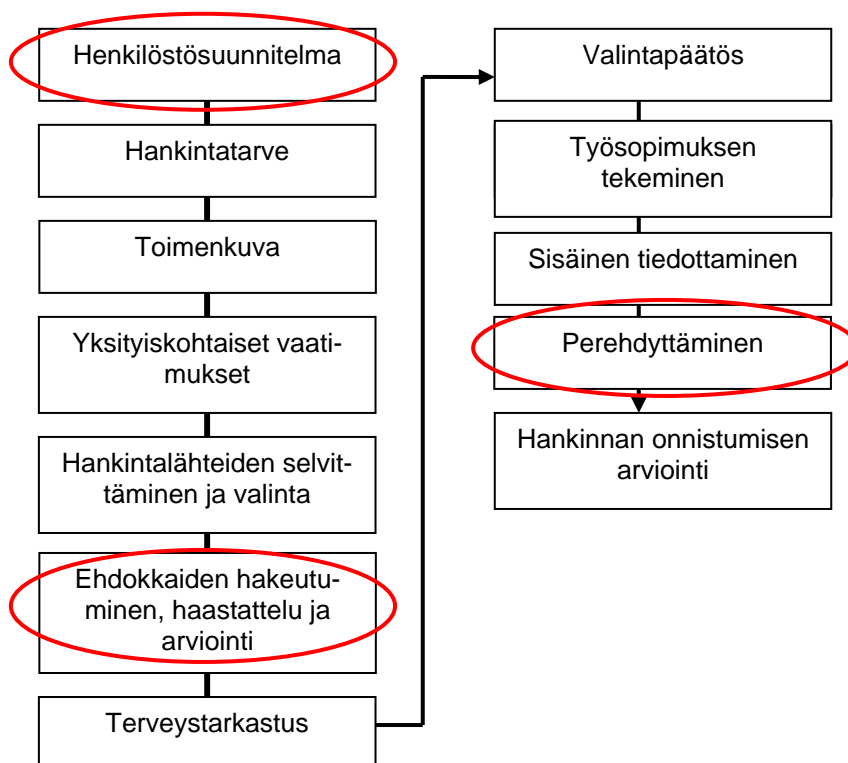 Henkilöstösuunnitelma
Hankintatarve
Toimenkuva
Yksityiskohtaiset vaati-
mukset
Hankintalähteiden selvit-
täminen ja valinta
Ehdokkaiden hakeutu-
minen, haastattelu ja
arviointi
Terveystarkastus
Valintapäätös
Työsopimuksen
tekeminen
Sisäinen tiedottaminen
Perehdyttäminen
Hankinnan onnistumisen
arviointi